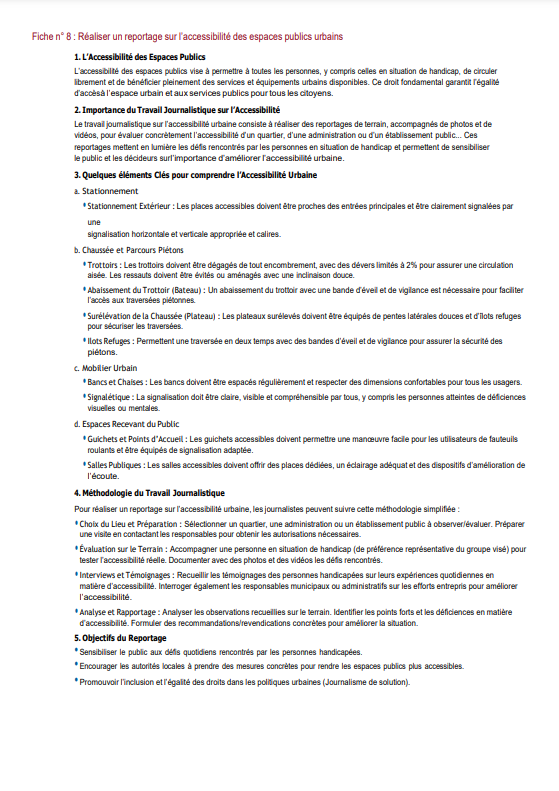 Fiche n° 8 : Réaliser un reportage sur l'accessibilité des espaces publics urbains
1. L'Accessibilité des Espaces Publics
L'accessibilité des espaces publics vise à permettre à toutes les personnes, y compris celles en situation de handicap, de circuler
librement et de bénéficier pleinement des services et équipements urbains disponibles. Ce droit fondamental garantit l'égalité
d'accèsà l'espace urbain et aux services publics pour tous les citoyens.
2. Importance du Travail Journalistique sur l'Accessibilité
Le travail journalistique sur l'accessibilité urbaine consiste à réaliser des reportages de terrain, accompagnés de photos et de
vidéos, pour évaluer concrètement l'accessibilité d'un quartier, d'une administration ou d'un établissement public... Ces
reportages mettent en lumière les défis rencontrés par les personnes en situation de handicap et permettent de sensibiliser
le public et les décideurs surl'importance d'améliorer l'accessibilité urbaine.
3. Quelques éléments Clés pour comprendre l'Accessibilité Urbaine
a. Stationnement
* Stationnement Extérieur : Les places accessibles doivent être proches des entrées principales et être clairement signalées par
une
signalisation horizontale et verticale appropriée et calires.
b. Chaussée et Parcours Piétons
* Trottoirs : Les trottoirs doivent être dégagés de tout encombrement, avec des dévers limités à 2% pour assurer une circulation
aisée. Les ressauts doivent être évités ou aménagés avec une inclinaison douce.
* Abaissement du Trottoir (Bateau) : Un abaissement du trottoir avec une bande d'éveil et de vigilance est nécessaire pour faciliter
l'accès aux traversées piétonnes.
* Surélévation de la Chaussée (Plateau) : Les plateaux surélevés doivent être équipés de pentes latérales douces et d'îlots refuges
pour sécuriser les traversées.
* Ilots Refuges : Permettent une traversée en deux temps avec des bandes d'éveil et de vigilance pour assurer la sécurité des
piétons.
c. Mobilier Urbain
* Bancs et Chaises : Les bancs doivent être espacés régulièrement et respecter des dimensions confortables pour tous les usagers.
* Signalétique : La signalisation doit être claire, visible et compréhensible par tous, y compris les personnes atteintes de déficiences
visuelles ou mentales.
d. Espaces Recevant du Public
* Guichets et Points d"Accueil : Les guichets accessibles doivent permettre une manœuvre facile pour les utilisateurs de fauteuils
roulants et être équipés de signalisation adaptée.
* Salles Publiques : Les salles accessibles doivent offrir des places dédiées, un éclairage adéquat et des dispositifs d'amélioration de
l'écoute.
4. Méthodologie du Travail Journalistique
Pour réaliser un reportage sur l'accessibilité urbaine, les journalistes peuvent suivre cette méthodologie simplifiée :
* Choix du Lieu et Préparation : Sélectionner un quartier, une administration ou un établissement public à observer/évaluer. Préparer
une visite en contactant les responsables pour obtenir les autorisations nécessaires.
* Évaluation sur le Terrain : Accompagner une personne en situation de handicap (de préférence représentative du groupe visé) pour
tester l'accessibilité réelle. Documenter avec des photos et des vidéos les défis rencontrés.
* Interviews et Témoignages : Recueillir les témoignages des personnes handicapées sur leurs expériences quotidiennes en
matière d'accessibilité. Interroger également les responsables municipaux ou administratifs sur les efforts entrepris pour améliorer
l'accessibilité.
* Analyse et Rapportage : Analyser les observations recueillies sur le terrain. Identifier les points forts et les déficiences en matière
d'accessibilité. Formuler des recommandations/revendications concrètes pour améliorer la situation.
5. Objectifs du Reportage
* Sensibiliser le public aux défis quotidiens rencontrés par les personnes handicapées.
* Encourager les autorités locales à prendre des mesures concrètes pour rendre les espaces publics plus accessibles.
* Promouvoir l'inclusion et l'égalité des droits dans les politiques urbaines (Journalisme de solution).